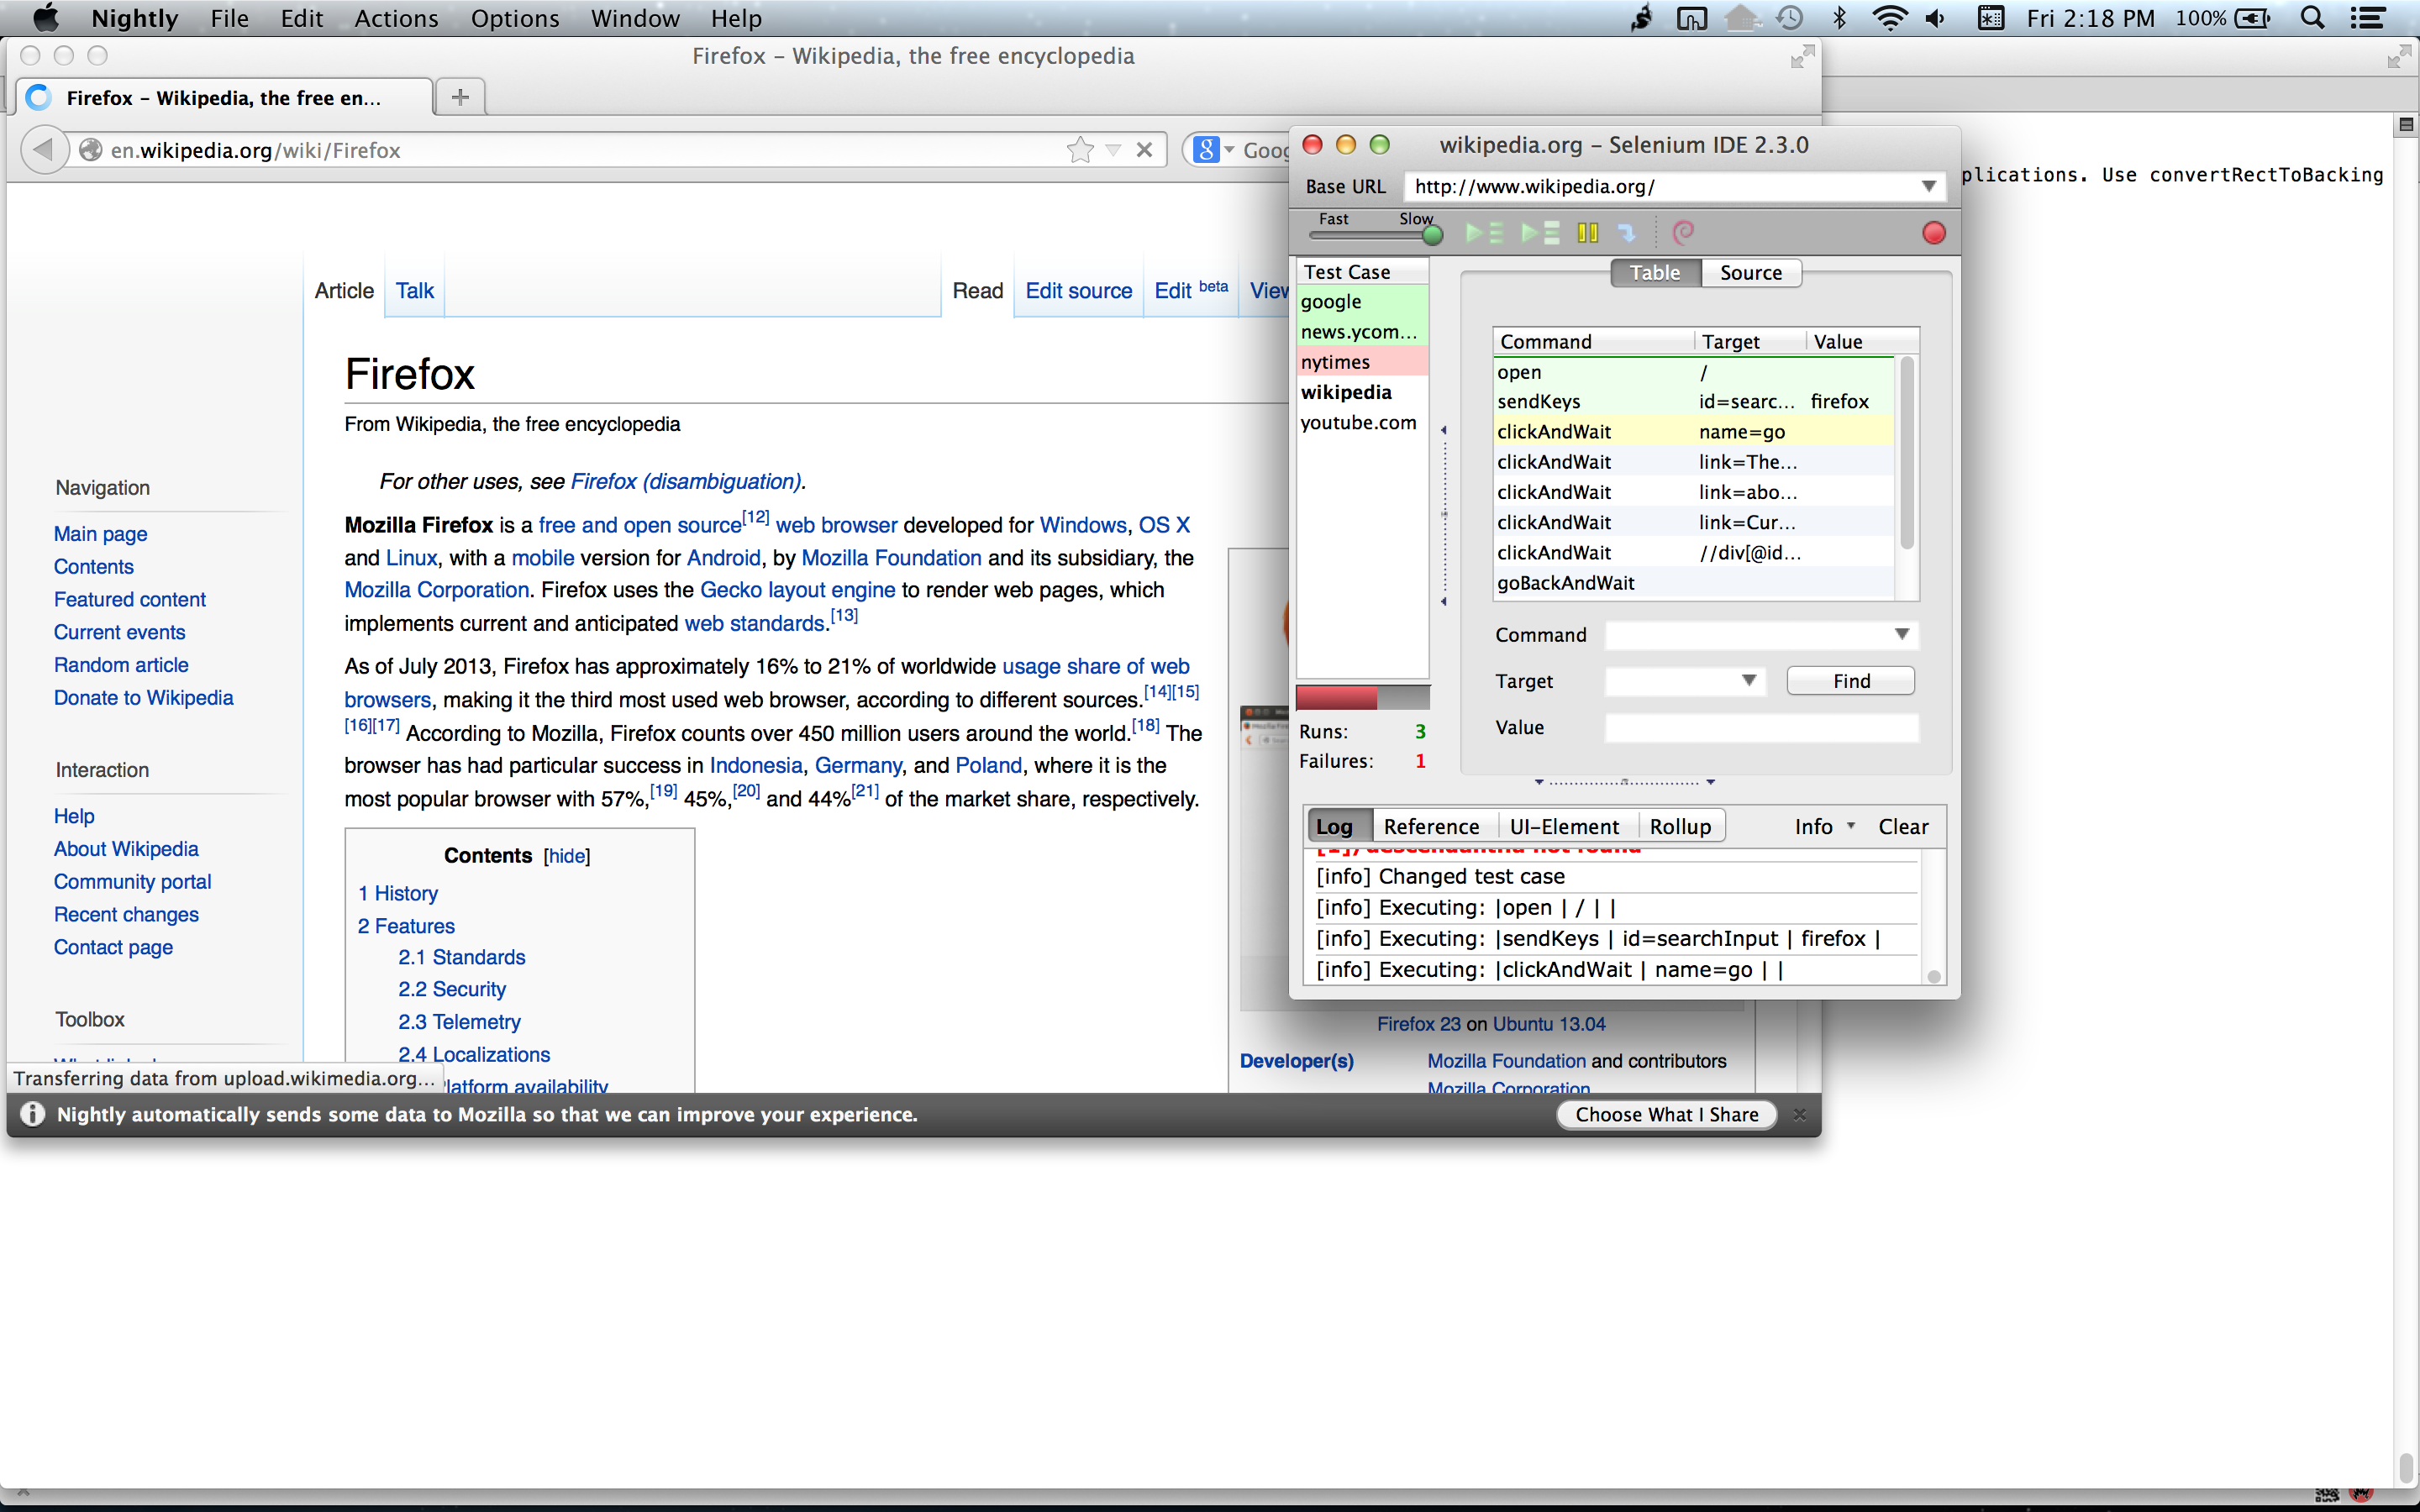 Nightly File Edit Actions Options Window Help
Fri 2:18 PM 100%
Firefox – Wikipedia, the free encyclopedia
Firefox – Wikipedia, the free en...
en.wikipedia.org/wiki/Firefox
Goog
Article Talk
Read Edit source Edit beta View
Firefox
From Wikipedia, the free encyclopedia
For other uses, see Firefox (disambiguation).
Mozilla Firefox is a free and open source[12] web browser developed for Windows, OS X
and Linux, with a mobile version for Android, by Mozilla Foundation and its subsidiary, the
Mozilla Corporation. Firefox uses the Gecko layout engine to render web pages, which
implements current and anticipated web standards.[13]
As of July 2013, Firefox has approximately 16% to 21% of worldwide usage share of web
browsers, making it the third most used web browser, according to different sources.[14][15]
[16][17] According to Mozilla, Firefox counts over 450 million users around the world.[18] The
browser has had particular success in Indonesia, Germany, and Poland, where it is the
most popular browser with 57%,[19] 45%,[20] and 44%[21] of the market share, respectively.
Contents [hide]
1 History
2 Features
2.1 Standards
2.2 Security
2.3 Telemetry
2.4 Localizations
latform availability
Navigation
Main page
Contents
Featured content
Current events
Random article
Donate to Wikipedia
Interaction
Help
About Wikipedia
Community portal
Recent changes
Contact page
Toolbox
Transferring data from upload.wikimedia.org...
Firefox 23 on Ubuntu 13.04
Developer(s) Mozilla Foundation and contributors
Mozilla Corporation
Nightly automatically sends some data to Mozilla so that we can improve your experience.
Choose What I Share
wikipedia.org – Selenium IDE 2.3.0
Base URL http://www.wikipedia.org/
Fast Slow
Test Case
google
news.ycom...
nytimes
wikipedia
youtube.com
Runs: 3
Failures: 1
Table Source
Command Target Value
open /
sendKeys id=searc... firefox
clickAndWait name=go
clickAndWait link=The...
clickAndWait link=abo...
clickAndWait link=Cur...
clickAndWait //div[@id...
goBackAndWait
Command
Target Find
Value
Log Reference UI-Element Rollup Info Clear
[info] Changed test case
[info] Executing: |open | / | |
[info] Executing: |sendKeys | id=searchInput | firefox |
[info] Executing: |clickAndWait | name=go | |
plications. Use convertRectToBacking